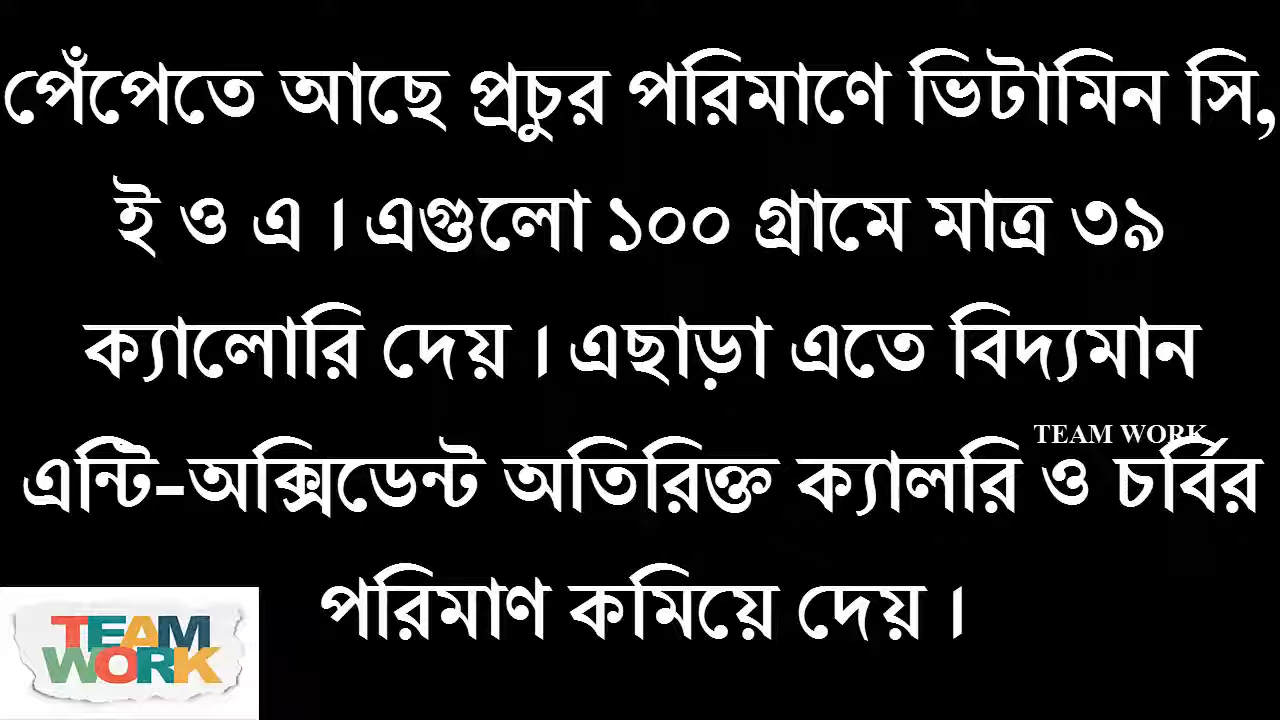 পেঁপেতে আছে প্রচুর পরিমাণে ভিটামিন সি,
ই ও এ । এগুলো ১০০ গ্রামে মাত্র ৩৯
ক্যালোরি দেয় । এছাড়া এতে বিদ্যমান
TEAM WORK
এন্টি-অক্সিডেন্ট অতিরিক্ত ক্যালরি ও চর্বির
পরিমাণ কমিয়ে দেয় ।
TEAM
WORK